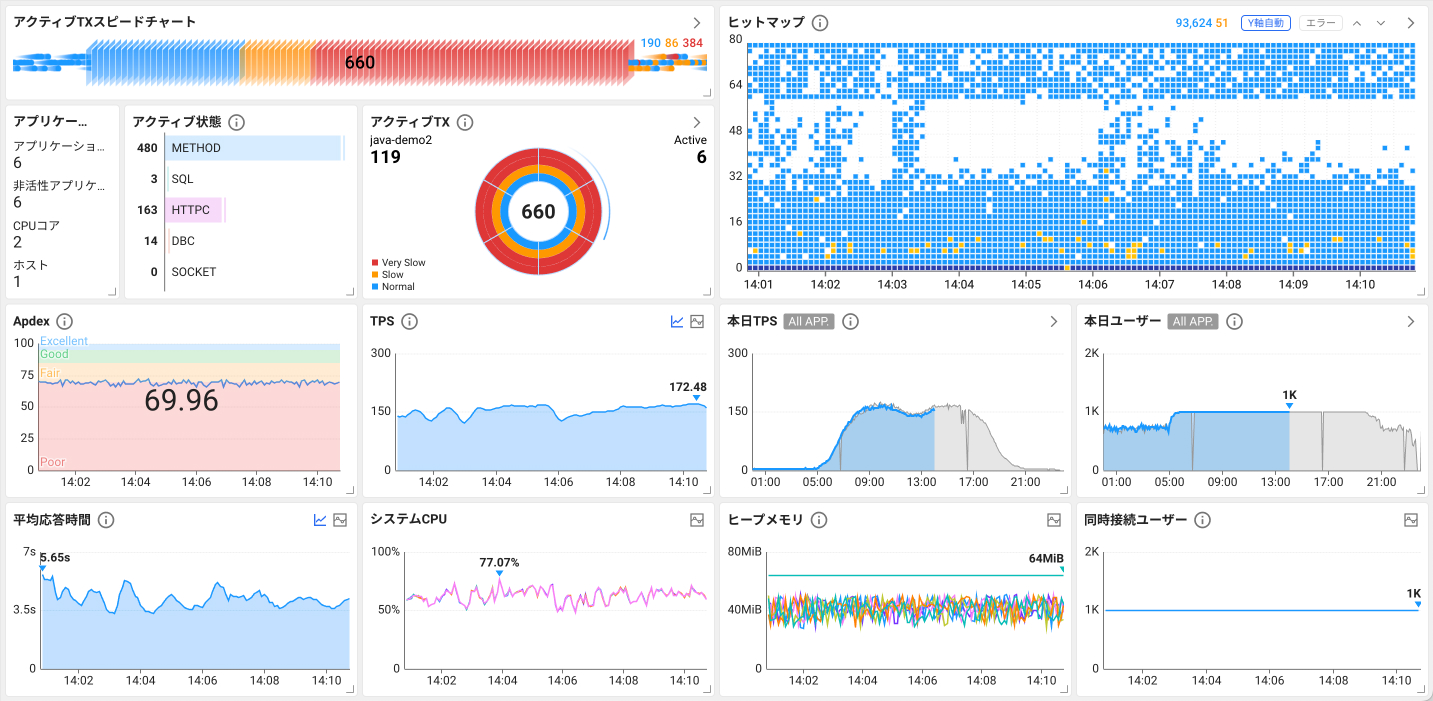 アクティブTXスピードチャート
190 86 384
660
ヒットマップ
93,624 51
Y軸自動
エラー
80
64
48
32
16
0
14:01
14:02
14:03
14:04
14:05
14:06
14:07
14:08
14:09
14:10
アプリケー...
アプリケーショ...
6
非活性アプリケ...
6
CPUコア
2
ホスト
1
アクティブ状態
480 METHOD
3 SQL
163 HTTPC
14 DBC
0 SOCKET
アクティブTX
java-demo2
119
Active
6
660
Very Slow
Slow
Normal
Apdex
100
75
50
25
0
Excellent
Good
Fair
Poor
69.96
14:02
14:04
14:06
14:08
14:10
TPS
300
150
0
172.48
14:02
14:04
14:06
14:08
14:10
本日TPS
All APP.
300
150
0
01:00
05:00
09:00
13:00
17:00
21:00
本日ユーザー
All APP.
2K
1K
0
1K
01:00
05:00
09:00
13:00
17:00
21:00
平均応答時間
7s
3.5s
0
5.65s
14:02
14:04
14:06
14:08
14:10
システムCPU
100%
50%
0
77.07%
14:02
14:04
14:06
14:08
14:10
ヒープメモリ
80MiB
40MiB
0
64MiB
14:02
14:04
14:06
14:08
14:10
同時接続ユーザー
2K
1K
0
1K
14:02
14:04
14:06
14:08
14:10